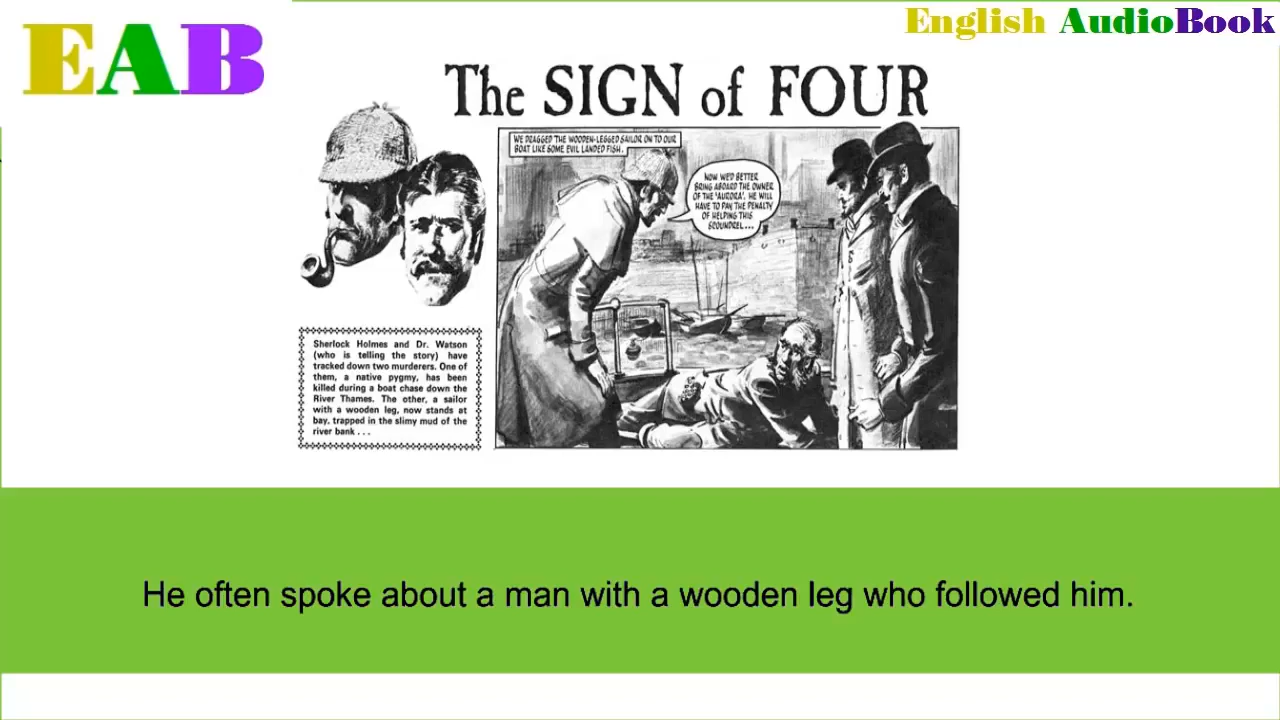 EAB
English AudioBook
The SIGN of FOUR
WE DRAGGED THE WOODEN-LEGGED SAILOR ON TO OUR
BOAT LIKE SOME EVIL LANDED FISH.
NOW WE'D BETTER
BRING ABOARD THE OWNER
OF THE 'AURORA'. HE WILL
HAVE TO PAY THE PENALTY
OF HELPING THIS
SCOUNDREL...
Sherlock Holmes and Dr. Watson
(who is telling the story) have
tracked down two murderers. One of
them, a native pygmy, has been
killed during a boat chase down the
River Thames. The other, a sailor
with a wooden leg, now stands at
bay, trapped in the slimy mud of the
river bank . . .
He often spoke about a man with a wooden leg who followed him.